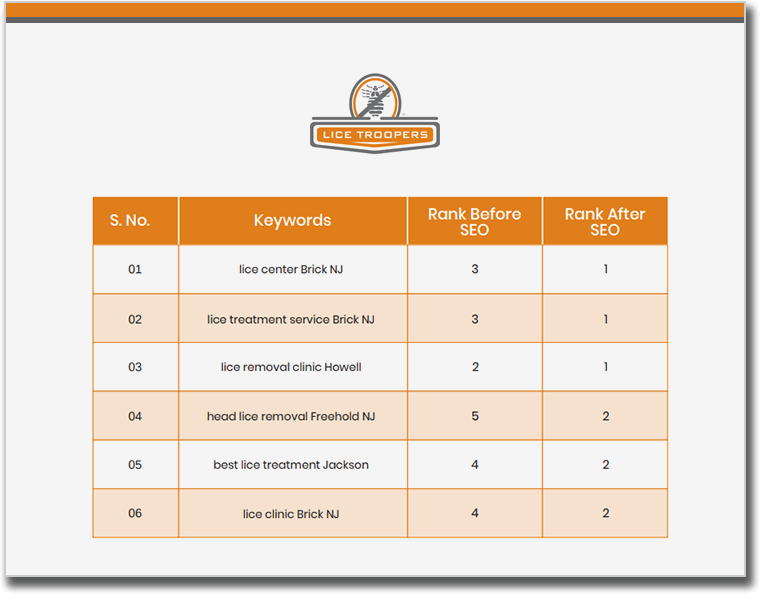 LICE TROOPERS
S. No. Keywords Rank Before SEO Rank After SEO
01 lice center Brick NJ 3 1
02 lice treatment service Brick NJ 3 1
03 lice removal clinic Howell 2 1
04 head lice removal Freehold NJ 5 2
05 best lice treatment Jackson 4 2
06 lice clinic Brick NJ 4 2